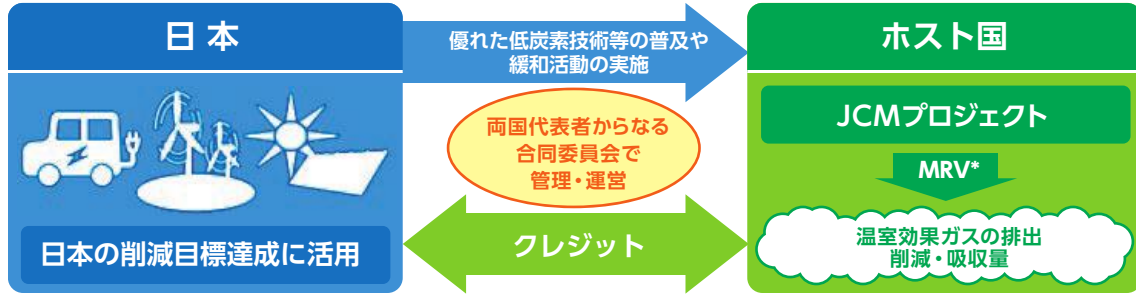 日本
日本の削減目標達成に活用
優れた低炭素技術等の普及や
緩和活動の実施
両国代表者からなる
合同委員会で
管理・運営
クレジット
ホスト国
JCMプロジェクト
MRV*
温室効果ガスの排出
削減・吸収量